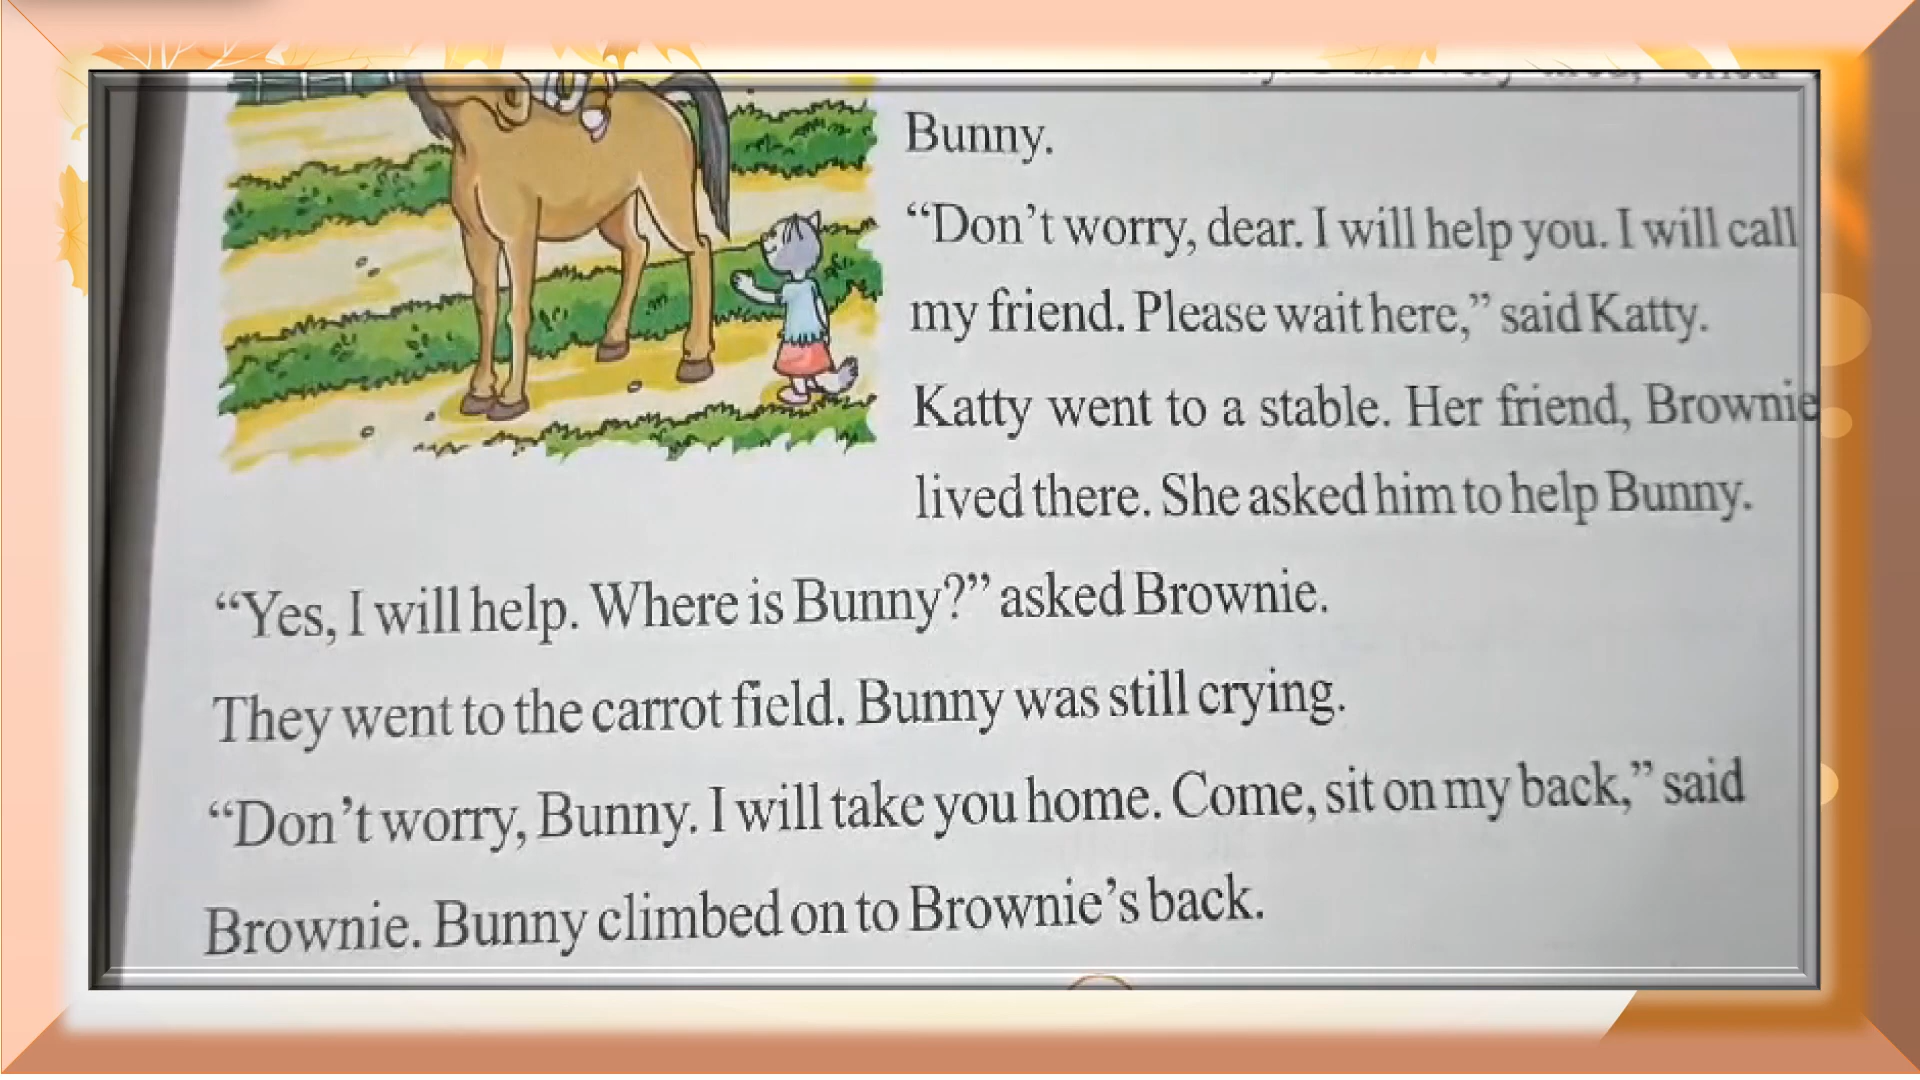 Bunny.
“Don’t worry, dear. I will help you. I will call
my friend. Please wait here,” said Katty.
Katty went to a stable. Her friend, Brownie
lived there. She asked him to help Bunny.
“Yes, I will help. Where is Bunny?” asked Brownie.
They went to the carrot field. Bunny was still crying.
“Don’t worry, Bunny. I will take you home. Come, sit on my back,” said
Brownie. Bunny climbed on to Brownie’s back.